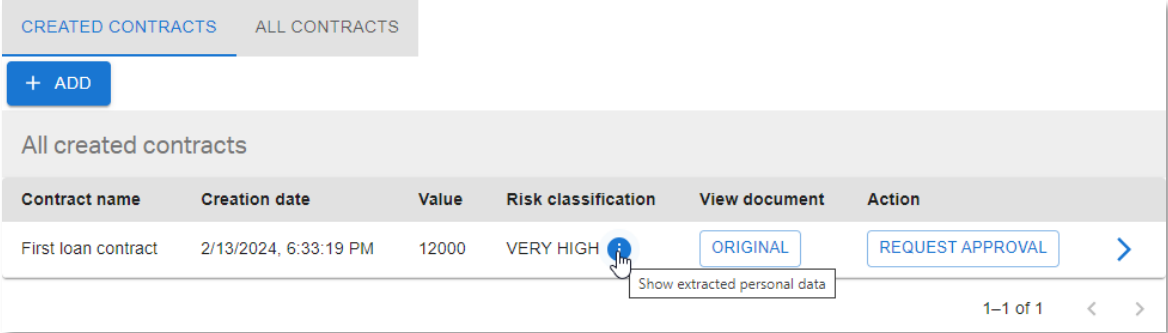 CREATED CONTRACTS ALL CONTRACTS
+ ADD
All created contracts
Contract name Creation date Value Risk classification View document Action
First loan contract 2/13/2024, 6:33:19 PM 12000 VERY HIGH ORIGINAL REQUEST APPROVAL
Show extracted personal data
1–1 of 1